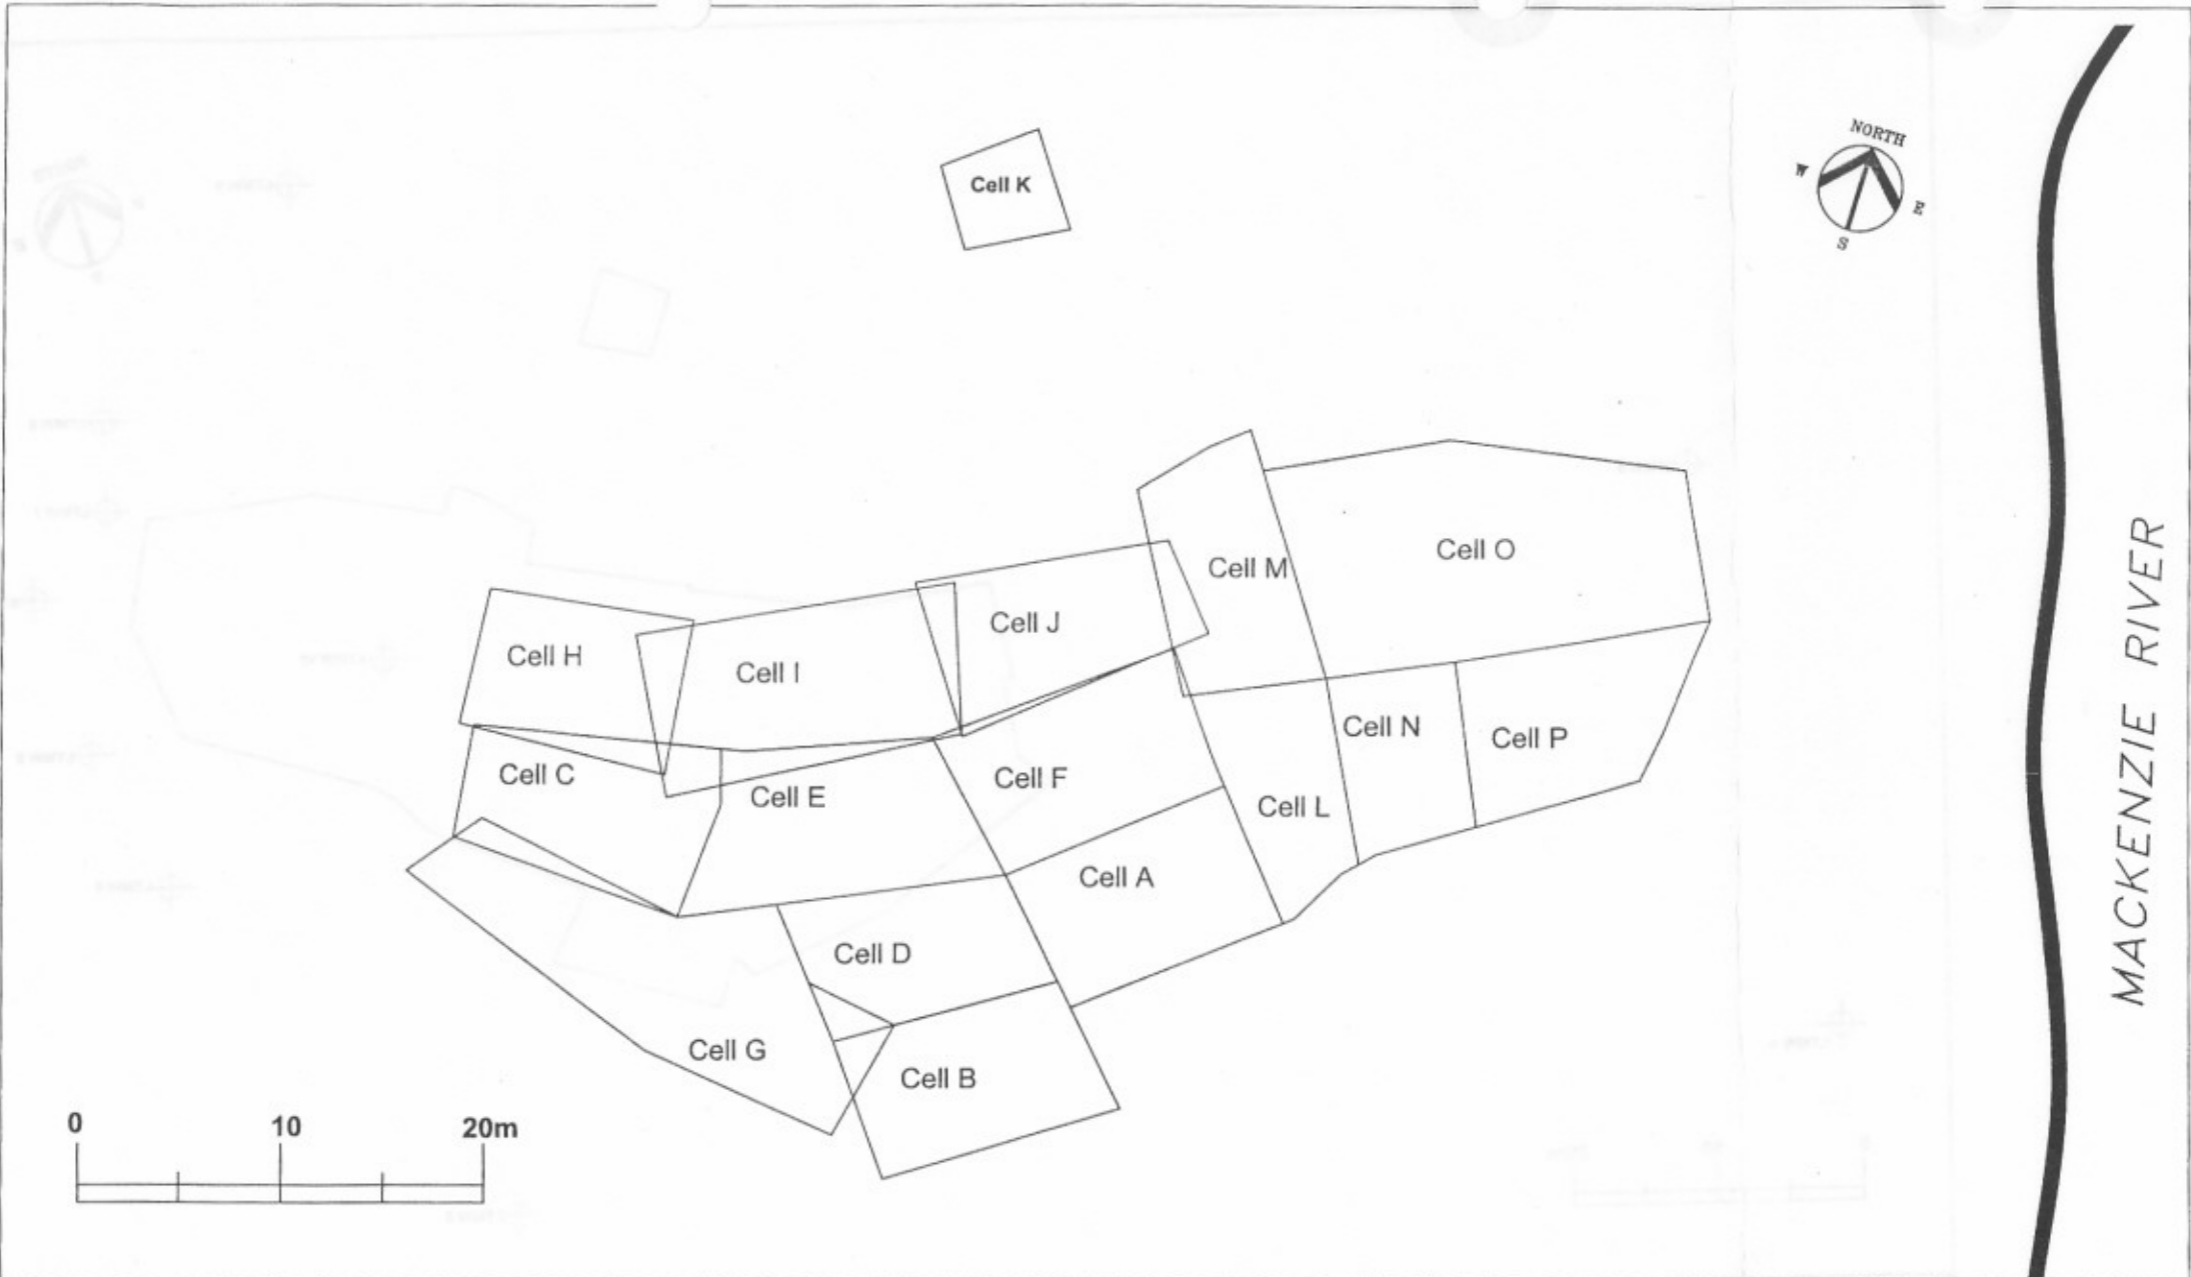 NORTH
W
E
S
Cell K
Cell O
Cell M
Cell J
Cell H
Cell I
Cell N
Cell P
Cell C
Cell E
Cell F
Cell L
Cell A
Cell D
Cell G
Cell B
0 10 20m
MACKENZIE RIVER